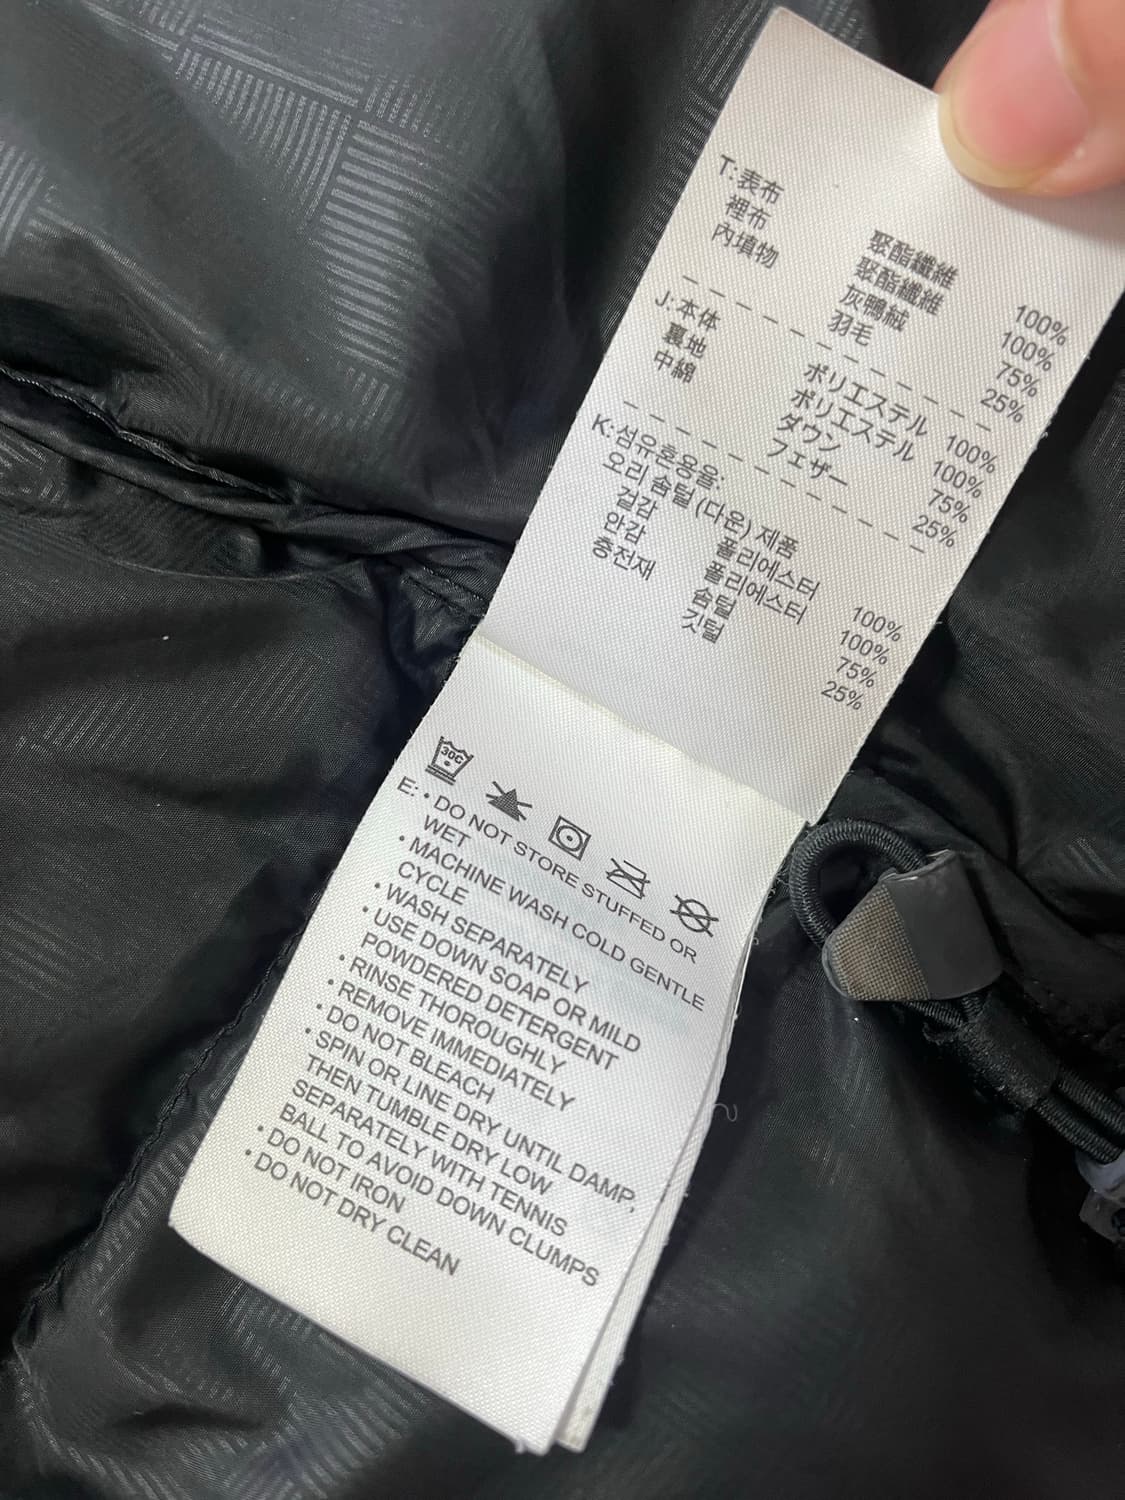 T:表布 聚酯纖維 100%
裡布 聚酯纖維 100%
內填物 灰鴨絨 75%
羽毛 25%
J:本体 ポリエステル 100%
裏地 ポリエステル 100%
中綿 ダウン 75%
フェザー 25%
K:섬유혼용율:
오리 솜털 (다운) 제품
겉감 폴리에스터 100%
안감 폴리에스터 100%
충전재 솜털 75%
깃털 25%
30C
E: • DO NOT STORE STUFFED OR
WET
• MACHINE WASH COLD GENTLE
CYCLE
• WASH SEPARATELY
• USE DOWN SOAP OR MILD
POWDERED DETERGENT
• RINSE THOROUGHLY
• REMOVE IMMEDIATELY
• DO NOT BLEACH
• SPIN OR LINE DRY UNTIL DAMP,
THEN TUMBLE DRY LOW
SEPARATELY WITH TENNIS
BALL TO AVOID DOWN CLUMPS
• DO NOT IRON
• DO NOT DRY CLEAN